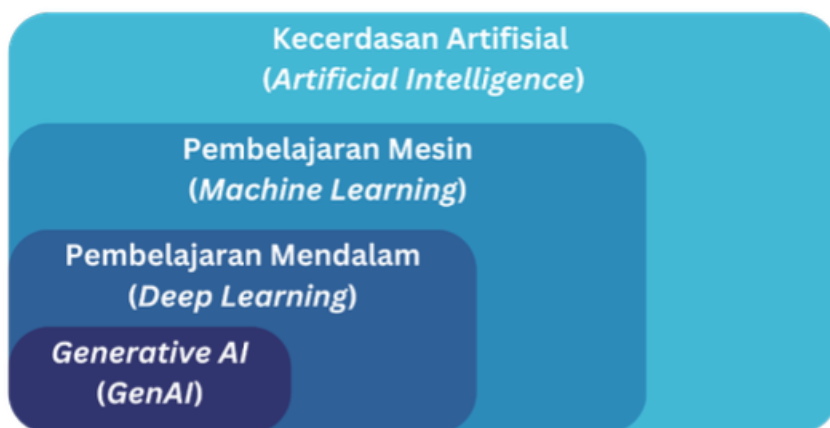 Kecerdasan Artifisial
(Artificial Intelligence)
Pembelajaran Mesin
(Machine Learning)
Pembelajaran Mendalam
(Deep Learning)
Generative AI
(GenAI)